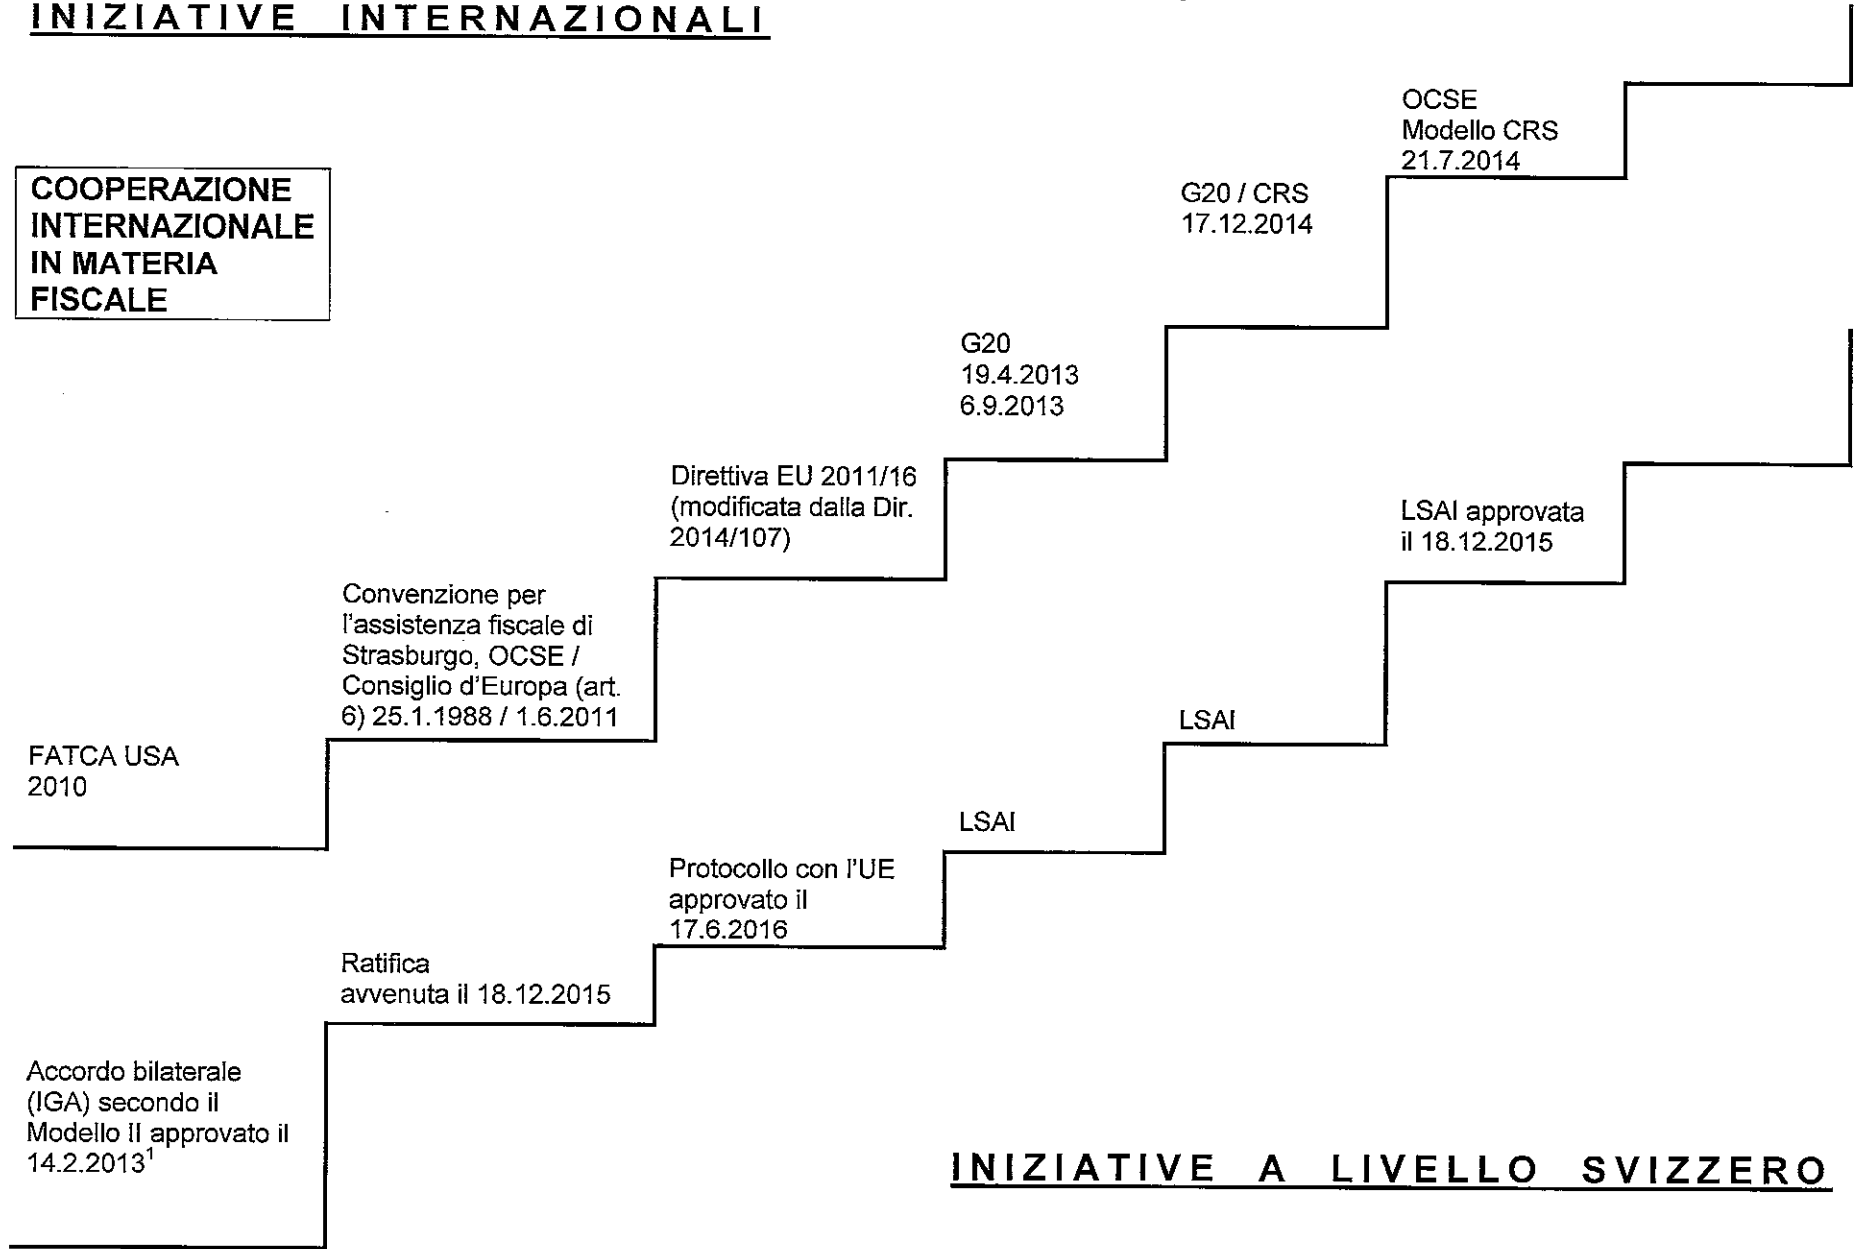 INIZIATIVE INTERNAZIONALI
OCSE
Modello CRS
21.7.2014
COOPERAZIONE
INTERNAZIONALE
IN MATERIA
FISCALE
G20 / CRS
17.12.2014
G20
19.4.2013
6.9.2013
Direttiva EU 2011/16
(modificata dalla Dir.
2014/107)
LSAI approvata
il 18.12.2015
Convenzione per
l'assistenza fiscale di
Strasburgo, OCSE /
Consiglio d'Europa (art.
6) 25.1.1988 / 1.6.2011
LSAI
FATCA USA
2010
LSAI
Protocollo con l'UE
approvato il
17.6.2016
Ratifica
avvenuta il 18.12.2015
Accordo bilaterale
(IGA) secondo il
Modello II approvato il
14.2.2013¹
INIZIATIVE A LIVELLO SVIZZERO